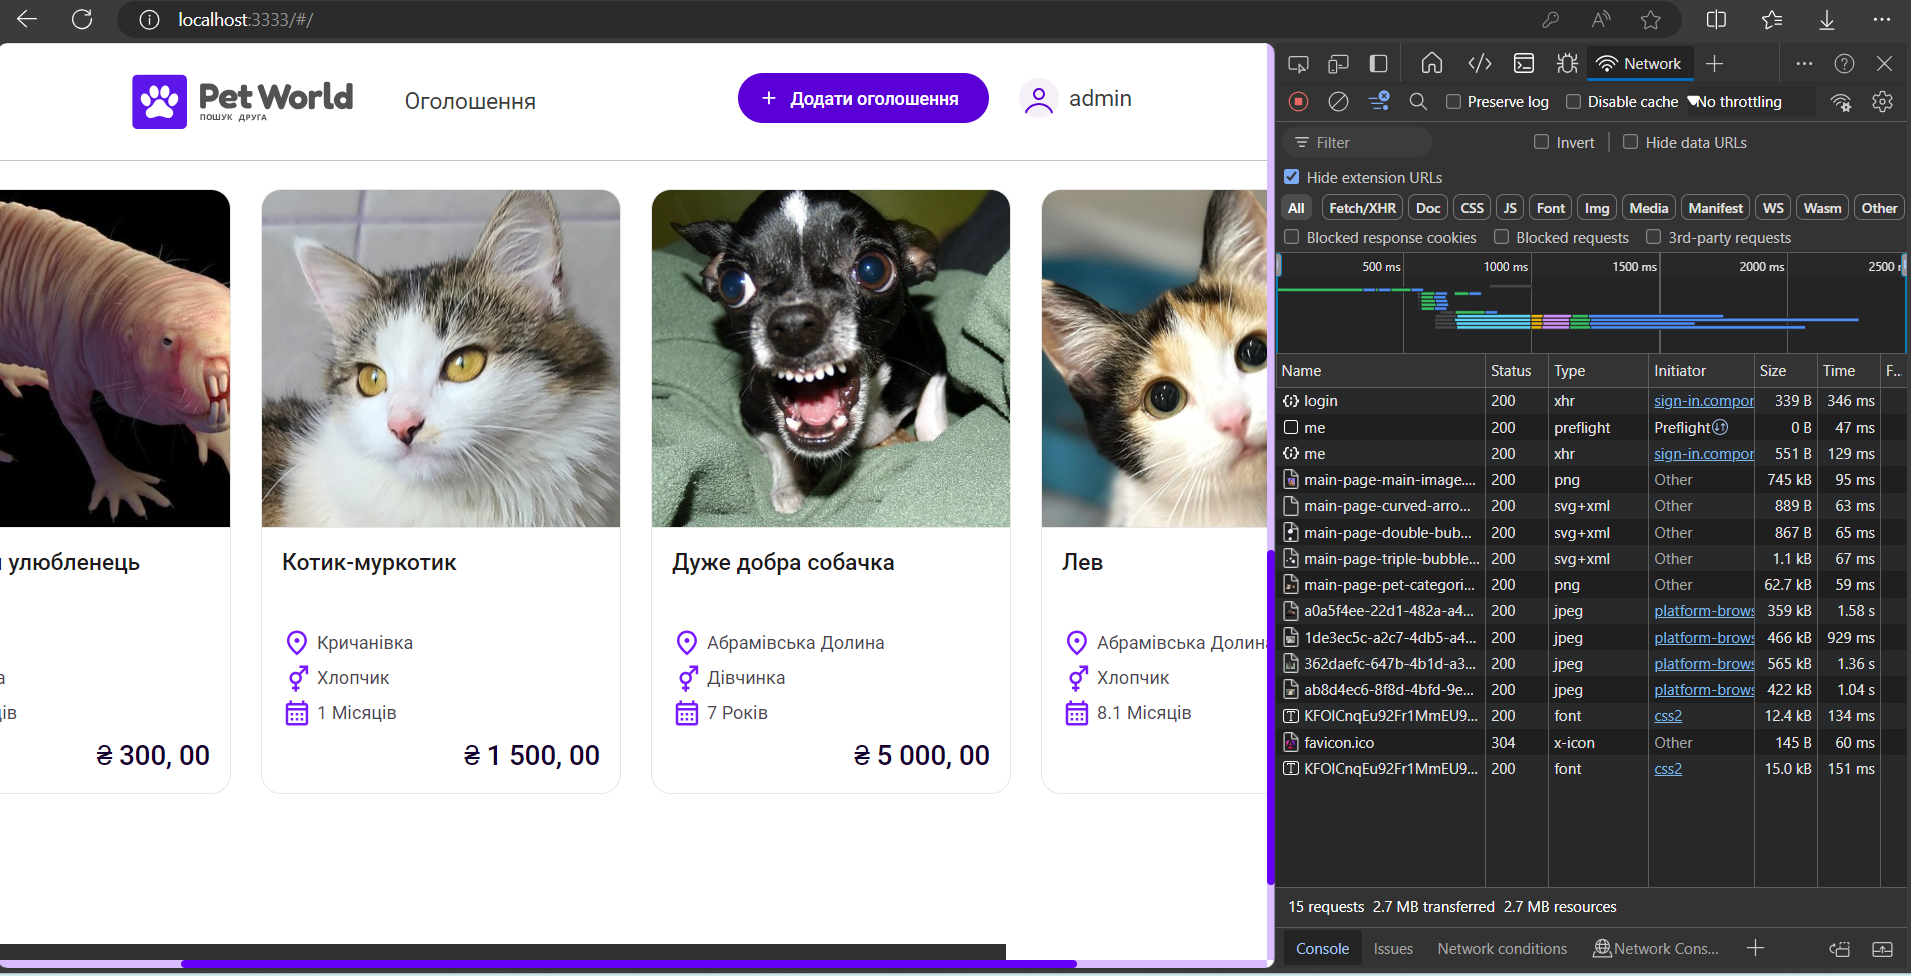 localhost:3333/#/
Pet World
ПОШУК ДРУГА
Оголошення
+ Додати оголошення
admin
улюбленець
Котик-муркотик
Дуже добра собачка
Лев
Кричанівка
Абрамівська Долина
Абрамівська Долина
Хлопчик
Дівчинка
Хлопчик
1 Місяців
7 Років
8.1 Місяців
₴ 300, 00
₴ 1 500, 00
₴ 5 000, 00
Network
Preserve log
Disable cache
No throttling
Filter
Invert
Hide data URLs
Hide extension URLs
All Fetch/XHR Doc CSS JS Font Img Media Manifest WS Wasm Other
Blocked response cookies
Blocked requests
3rd-party requests
500 ms 1000 ms 1500 ms 2000 ms 2500
Name Status Type Initiator Size Time F...
login 200 xhr sign-in.compor 339 B 346 ms
me 200 preflight Preflight 0 B 47 ms
me 200 xhr sign-in.compor 551 B 129 ms
main-page-main-image.... 200 png Other 745 kB 95 ms
main-page-curved-arro... 200 svg+xml Other 889 B 63 ms
main-page-double-bub... 200 svg+xml Other 867 B 65 ms
main-page-triple-bubble... 200 svg+xml Other 1.1 kB 67 ms
main-page-pet-categori... 200 png Other 62.7 kB 59 ms
a0a5f4ee-22d1-482a-a4... 200 jpeg platform-brows 359 kB 1.58 s
1de3ec5c-a2c7-4db5-a4... 200 jpeg platform-brows 466 kB 929 ms
362daefc-647b-4b1d-a3... 200 jpeg platform-brows 565 kB 1.36 s
ab8d4ec6-8f8d-4bfd-9e... 200 jpeg platform-brows 422 kB 1.04 s
KFOlCnqEu92Fr1MmEU9... 200 font css2 12.4 kB 134 ms
favicon.ico 304 x-icon Other 145 B 60 ms
KFOlCnqEu92Fr1MmEU9... 200 font css2 15.0 kB 151 ms
15 requests 2.7 MB transferred 2.7 MB resources
Console Issues Network conditions Network Cons...